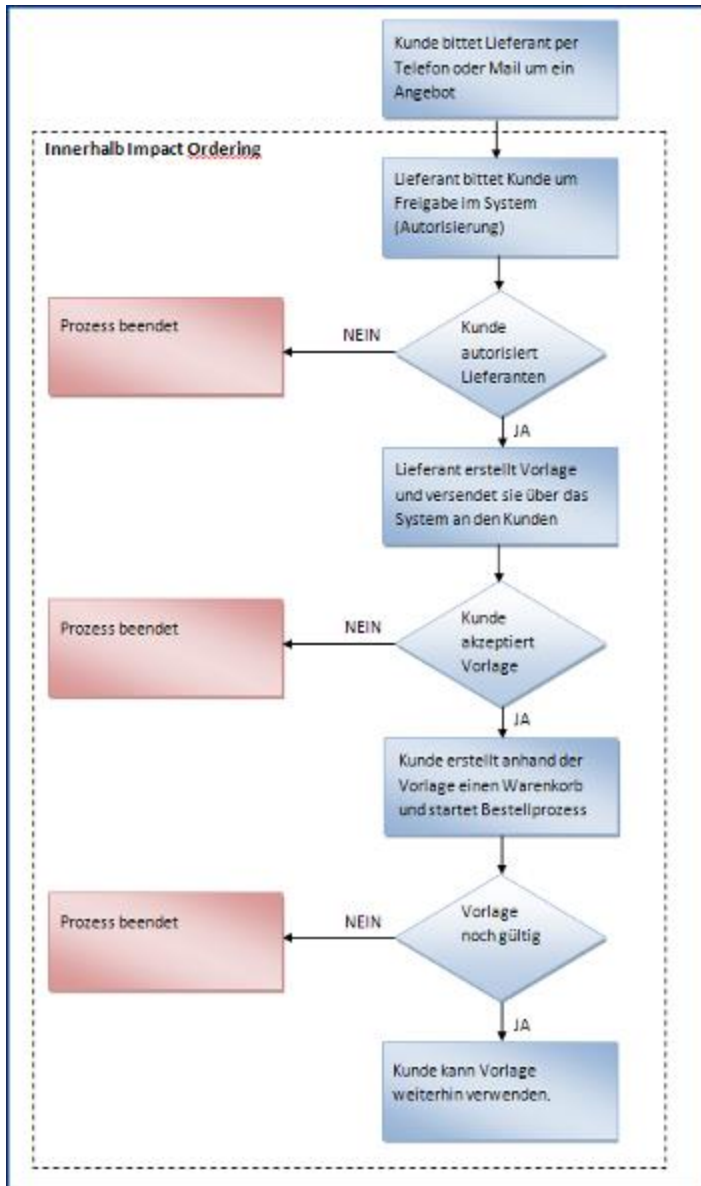 Kunde bittet Lieferant per
Telefon oder Mail um ein
Angebot
Innerhalb Impact Ordering
Lieferant bittet Kunde um
Freigabe im System
(Autorisierung)
Prozess beendet
NEIN
Kunde
autorisiert
Lieferanten
JA
Lieferant erstellt Vorlage
und versendet sie über das
System an den Kunden
Prozess beendet
NEIN
Kunde
akzeptiert
Vorlage
JA
Kunde erstellt anhand der
Vorlage einen Warenkorb
und startet Bestellprozess
Prozess beendet
NEIN
Vorlage
noch gültig
JA
Kunde kann Vorlage
weiterhin verwenden.